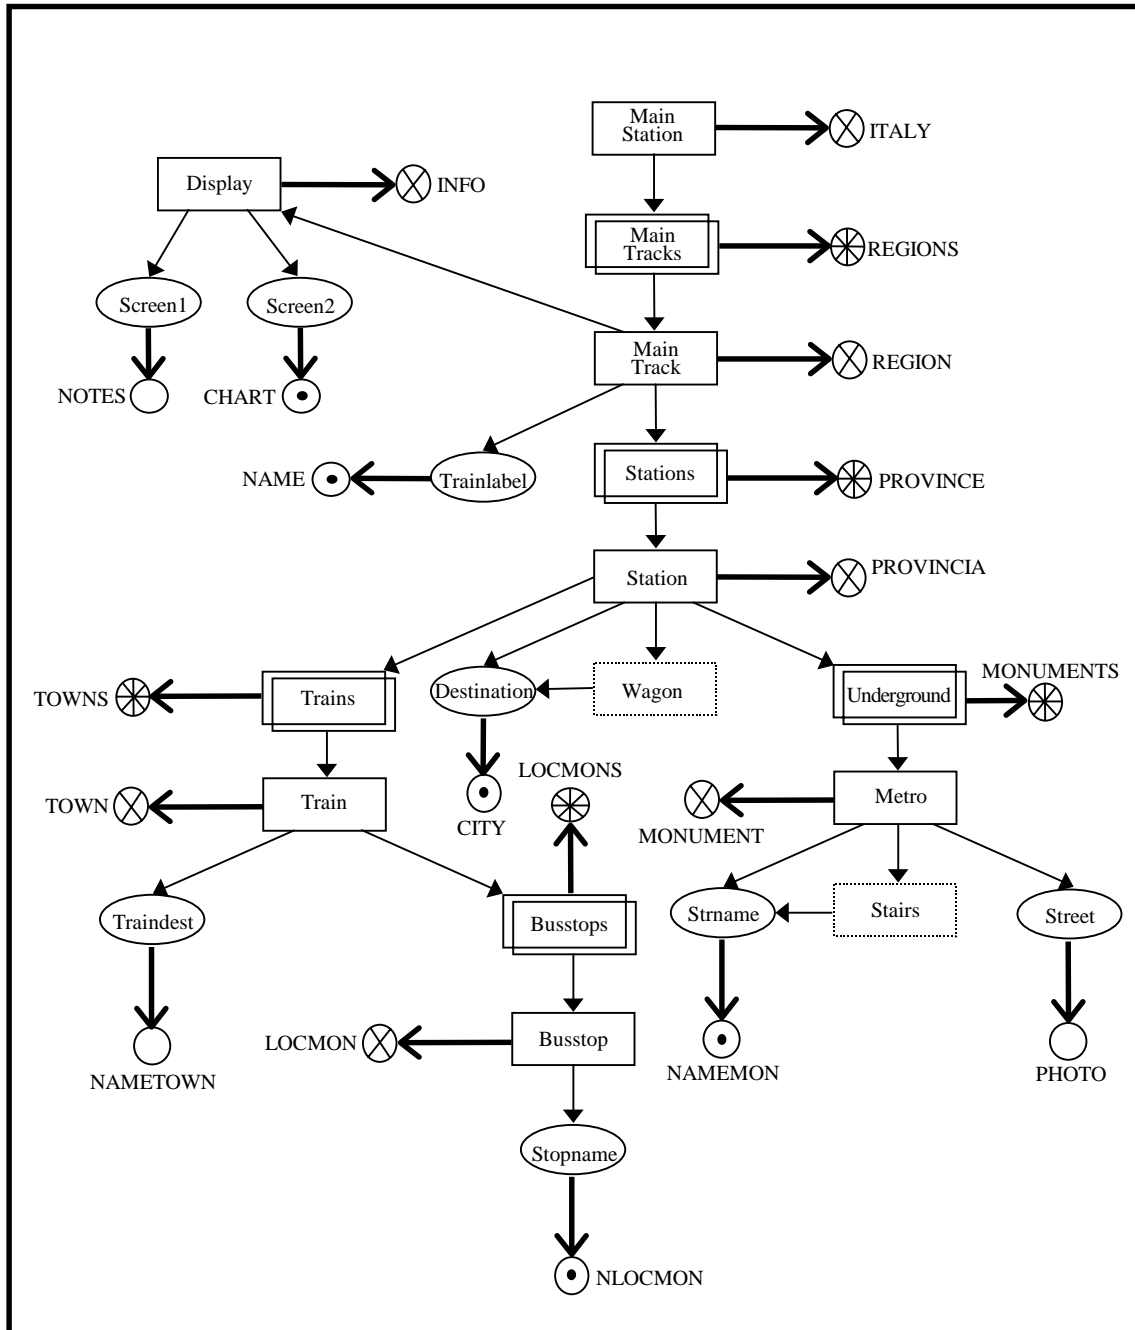 Main
Station
ITALY
Display
INFO
Main
Tracks
REGIONS
Screen1
Screen2
Main
Track
REGION
NOTES
CHART
NAME
Trainlabel
Stations
PROVINCE
Station
PROVINCIA
TOWNS
Trains
Destination
Wagon
Underground
MONUMENTS
LOCMONS
TOWN
Train
CITY
Metro
MONUMENT
Traindest
Busstops
Strname
Stairs
Street
LOCMON
Busstop
NAMETOWN
NAMEMON
PHOTO
Stopname
NLOCMON